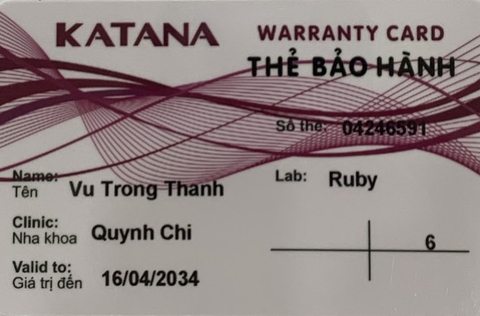 KATANA WARRANTY CARD
THẺ BẢO HÀNH
Số thẻ: 04246591
Name: Vu Trong Thanh Lab: Ruby
Tên
Clinic: Quynh Chi
Nha khoa
6
Valid to: 16/04/2034
Giá trị đến